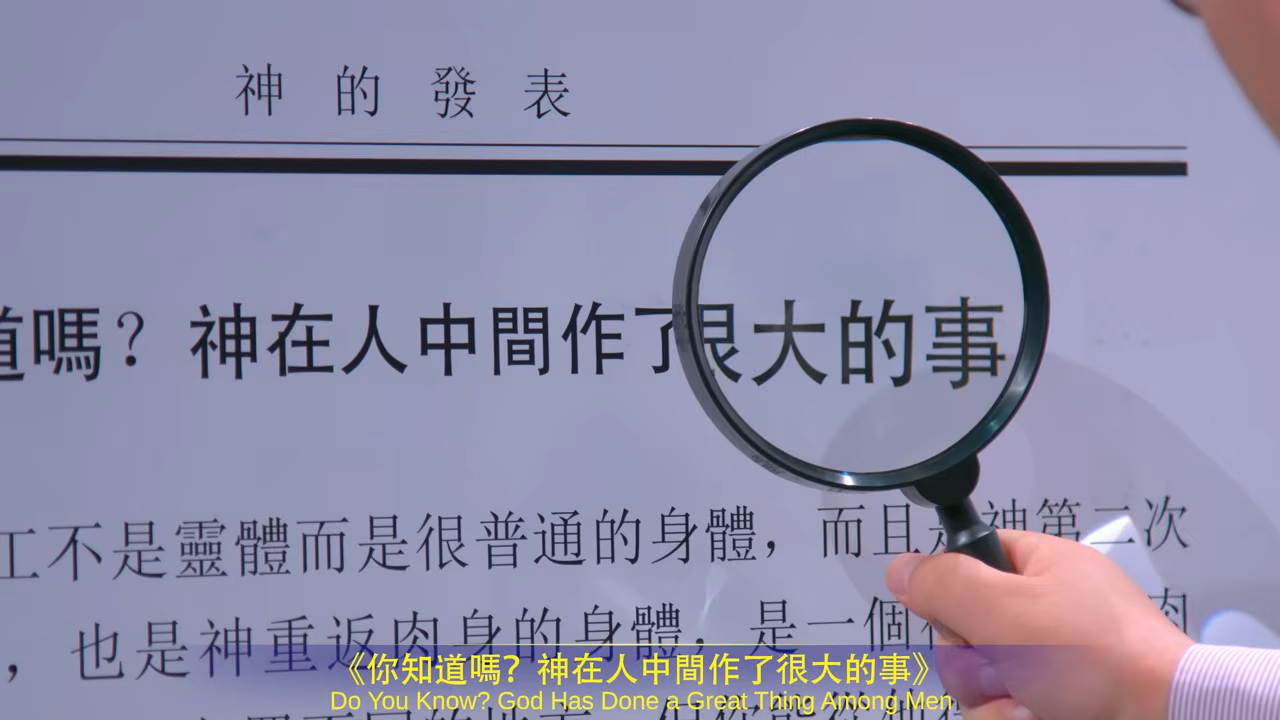 神的發表
道嗎？神在人中間作了很大的事
工不是靈體而是很普通的身體，而且是神第二次
，也是神重返肉身的身體，是一個
《你知道嗎？神在人中間作了很大的事》
Do You Know? God Has Done a Great Thing Among Men